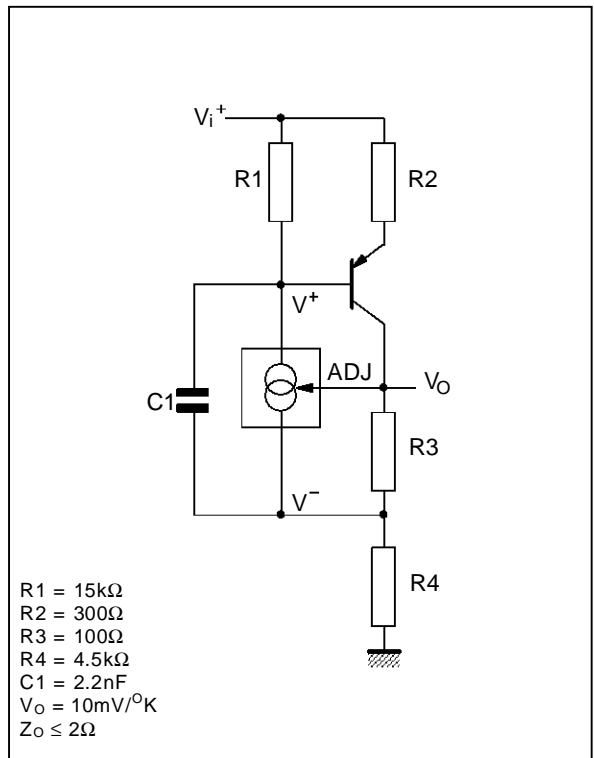 Vi+
R1
R2
V+
ADJ
VO
C1
R3
V−
R4
R1 = 15kΩ
R2 = 300Ω
R3 = 100Ω
R4 = 4.5kΩ
C1 = 2.2nF
VO = 10mV/OK
ZO ≤ 2Ω